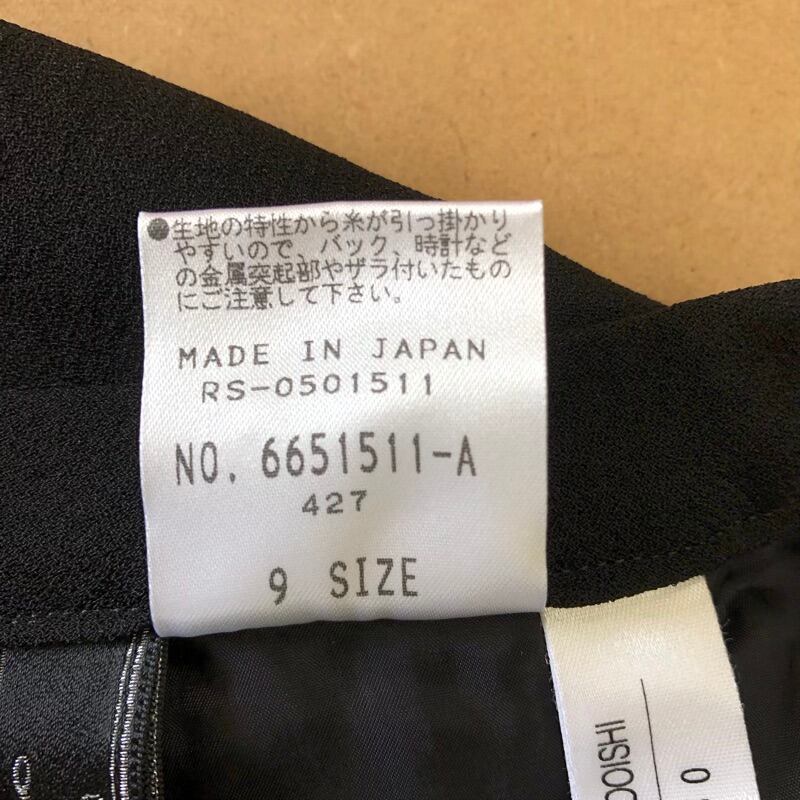 ●生地の特性から糸が引っ掛かり
やすいので、バック、時計など
の金属突起部やザラ付いたもの
にご注意して下さい。
MADE IN JAPAN
RS-0501511
NO. 6651511-A
427
9 SIZE
OOISHI